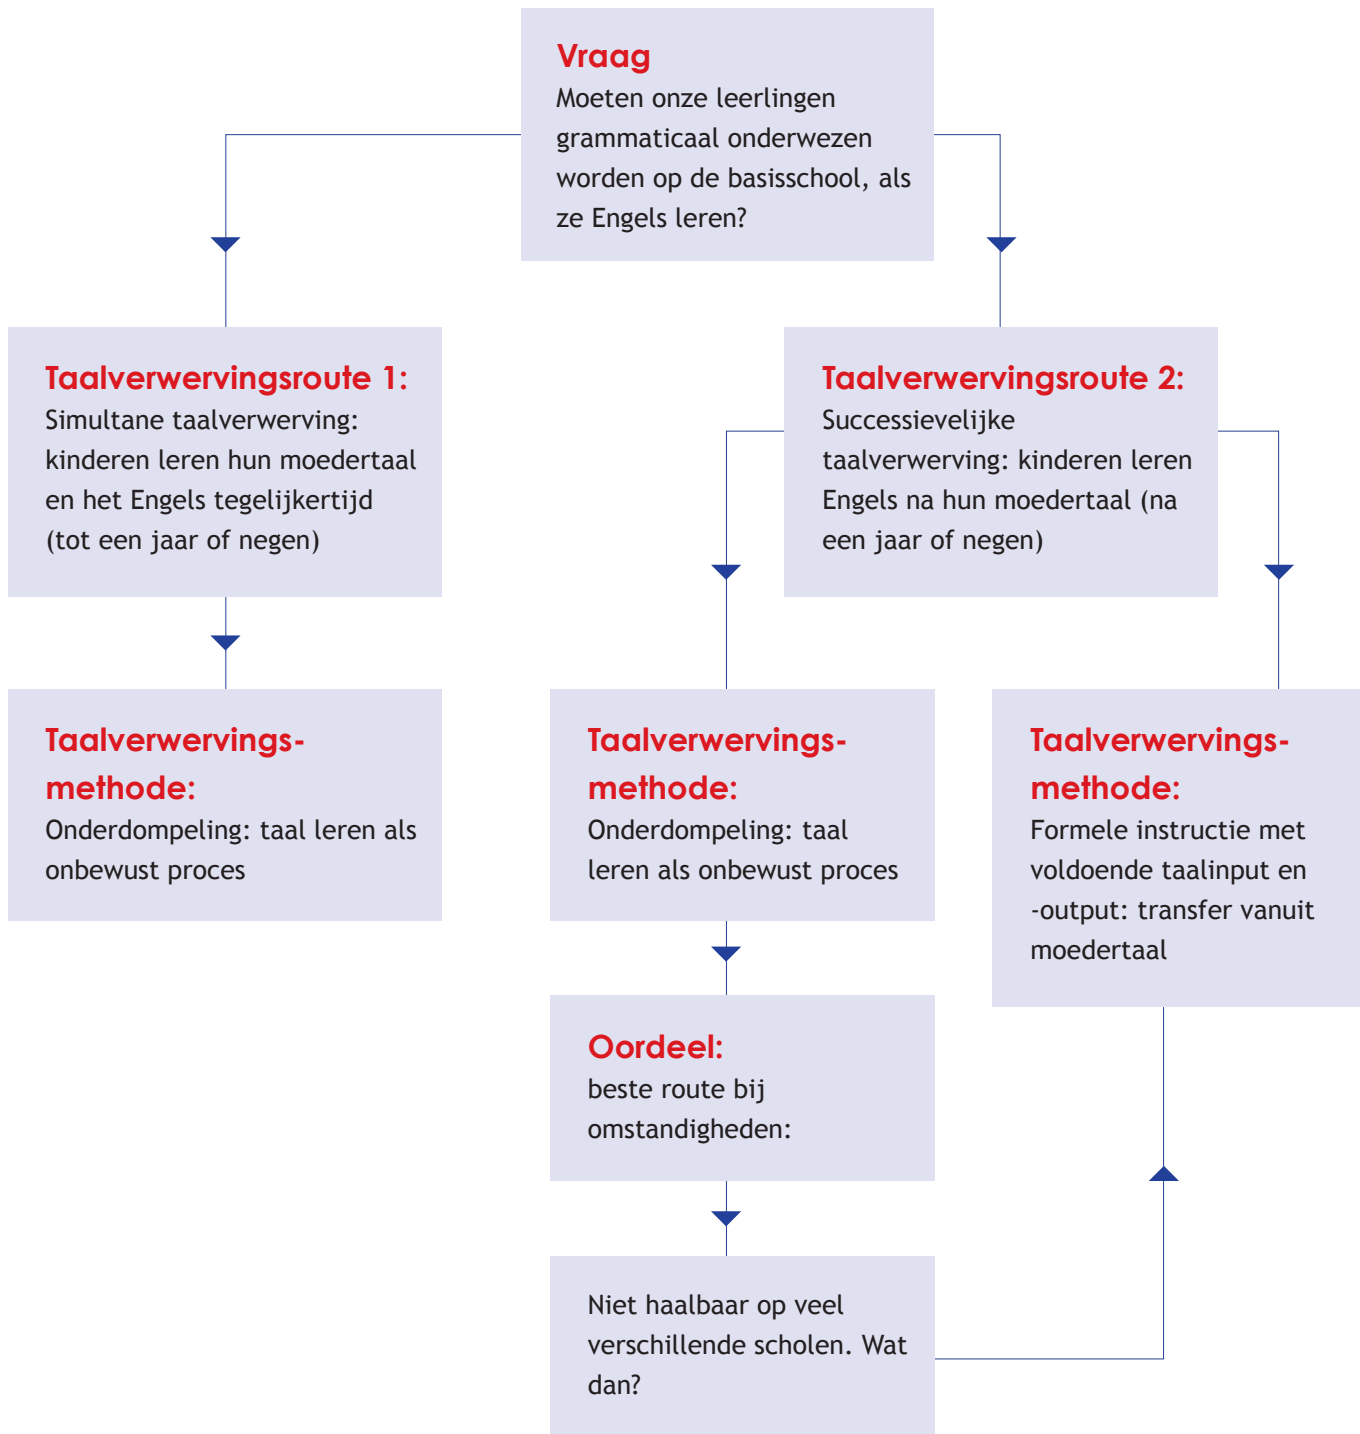 Vraag
Moeten onze leerlingen
grammaticaal onderwezen
worden op de basisschool, als
ze Engels leren?
Taalverwervingsroute 1:
Simultane taalverwerving:
kinderen leren hun moedertaal
en het Engels tegelijkertijd
(tot een jaar of negen)
Taalverwervingsroute 2:
Successievelijke
taalverwerving: kinderen leren
Engels na hun moedertaal (na
een jaar of negen)
Taalverwervings-
methode:
Onderdompeling: taal leren als
onbewust proces
Taalverwervings-
methode:
Onderdompeling: taal
leren als onbewust proces
Taalverwervings-
methode:
Formele instructie met
voldoende taalinput en
-output: transfer vanuit
moedertaal
Oordeel:
beste route bij
omstandigheden:
Niet haalbaar op veel
verschillende scholen. Wat
dan?